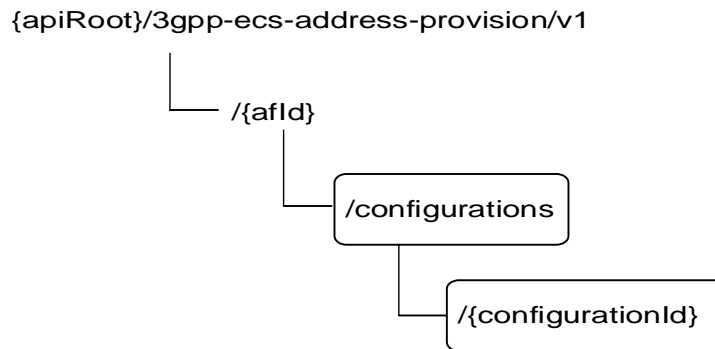 {apiRoot}/3gpp-ecs-address-provision/v1
/{afId}
/configurations
/{configurationId}